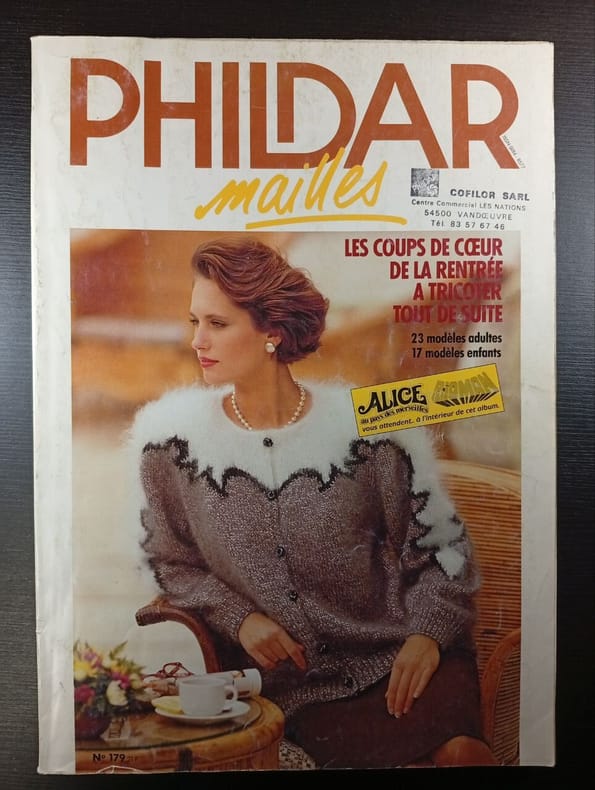 PHILDAR
mailles
COFILOR SARL
Centre Commercial LES NATIONS
54500 VANDŒUVRE
Tél. 83 57 67 46
LES COUPS DE CŒUR
DE LA RENTRÉE
A TRICOTER
TOUT DE SUITE
23 modèles adultes
17 modèles enfants
ALICE
au pays des merveilles
BIOMAN
vous attendent.. à l'intérieur de cet album.
N° 179